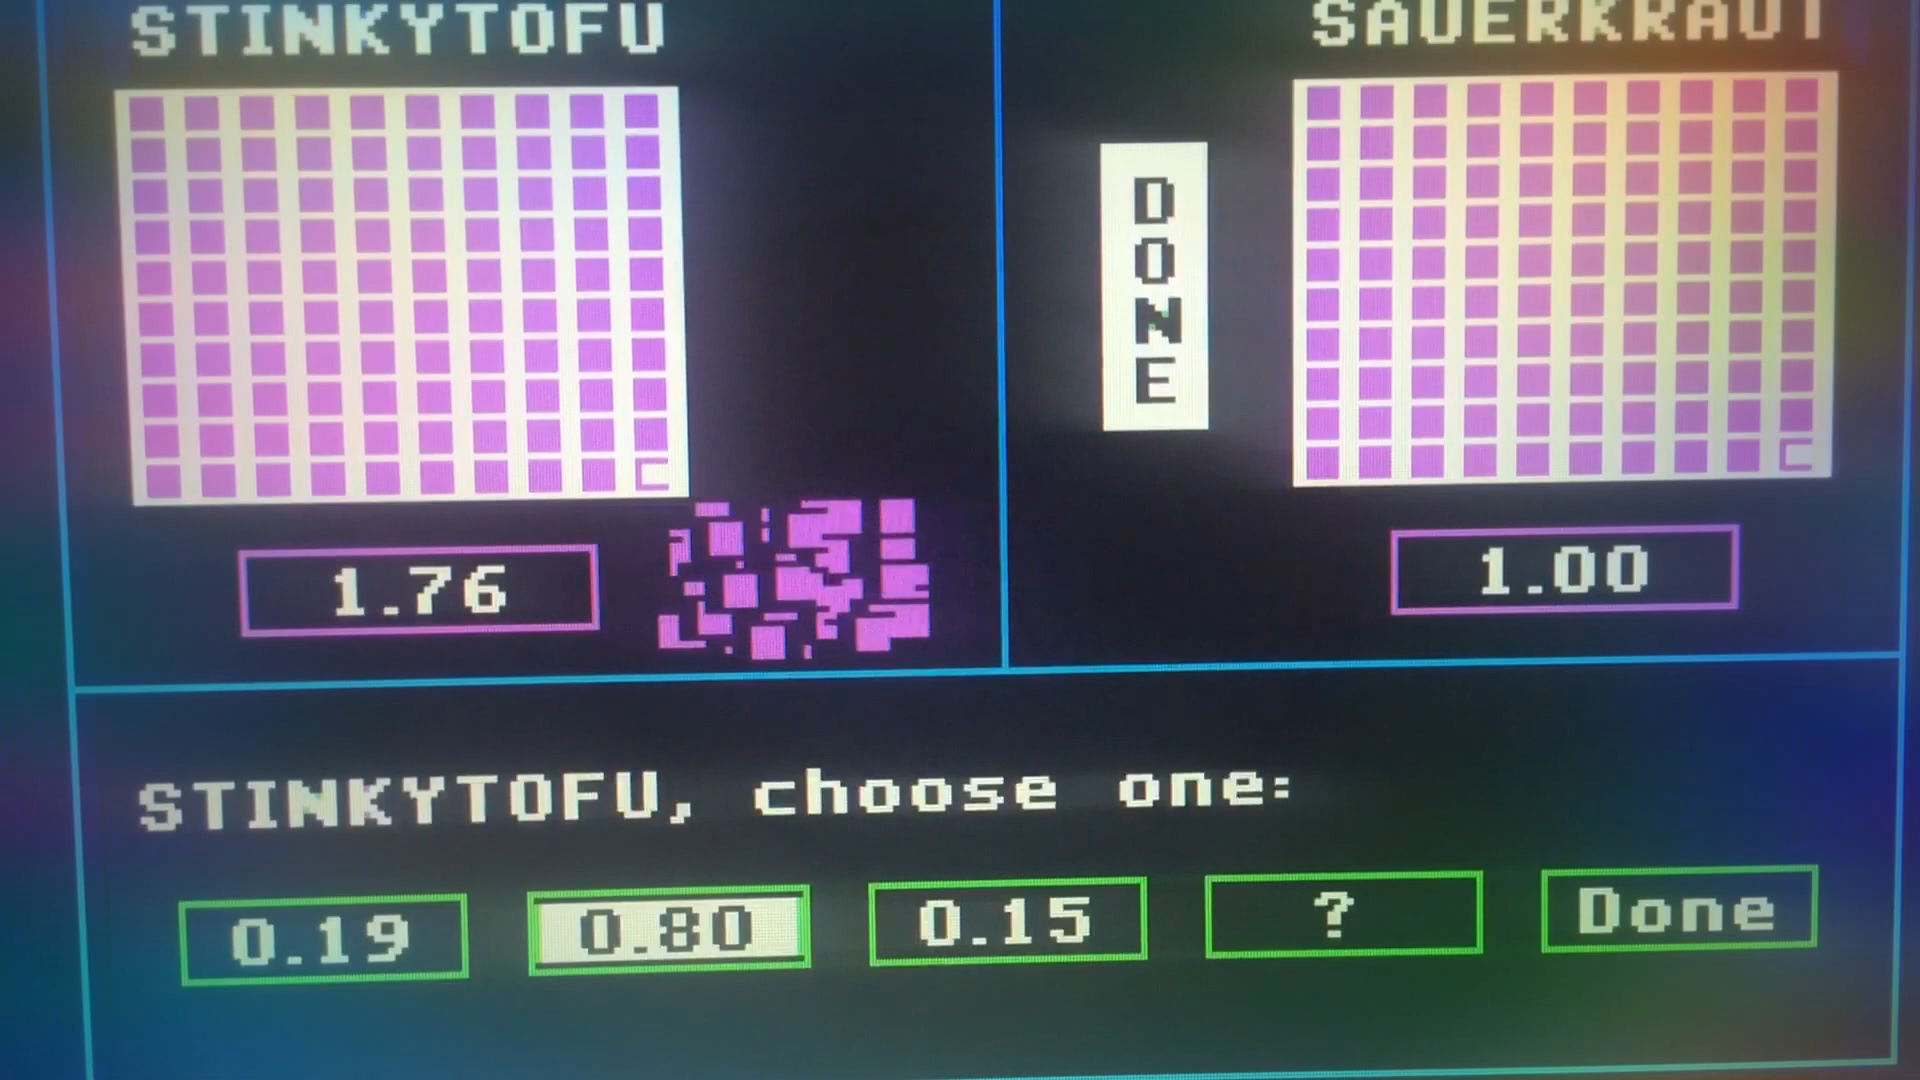 STINKYTOFU
SAUERKRAUT
DONE
1.76
1.00
STINKYTOFU, choose one:
0.19
0.80
0.15
?
Done